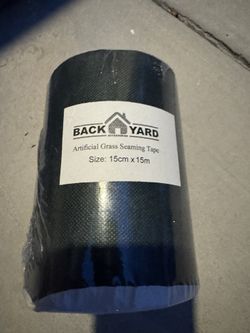 BACK YARD
Artificial Grass Seaming Tape
Size: 15cm x 15m